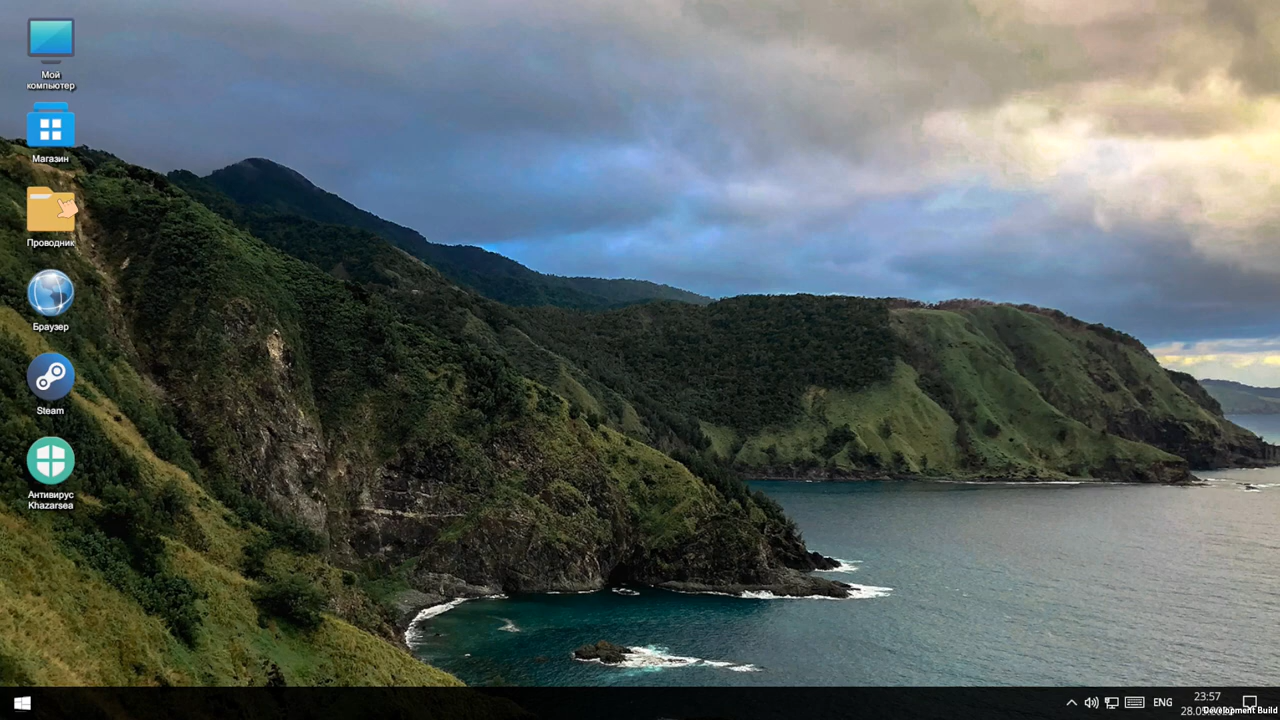 Мой
компьютер
Магазин
Проводник
Браузер
Steam
Антивирус
Khazarsea
ENG
23:57
Development Build